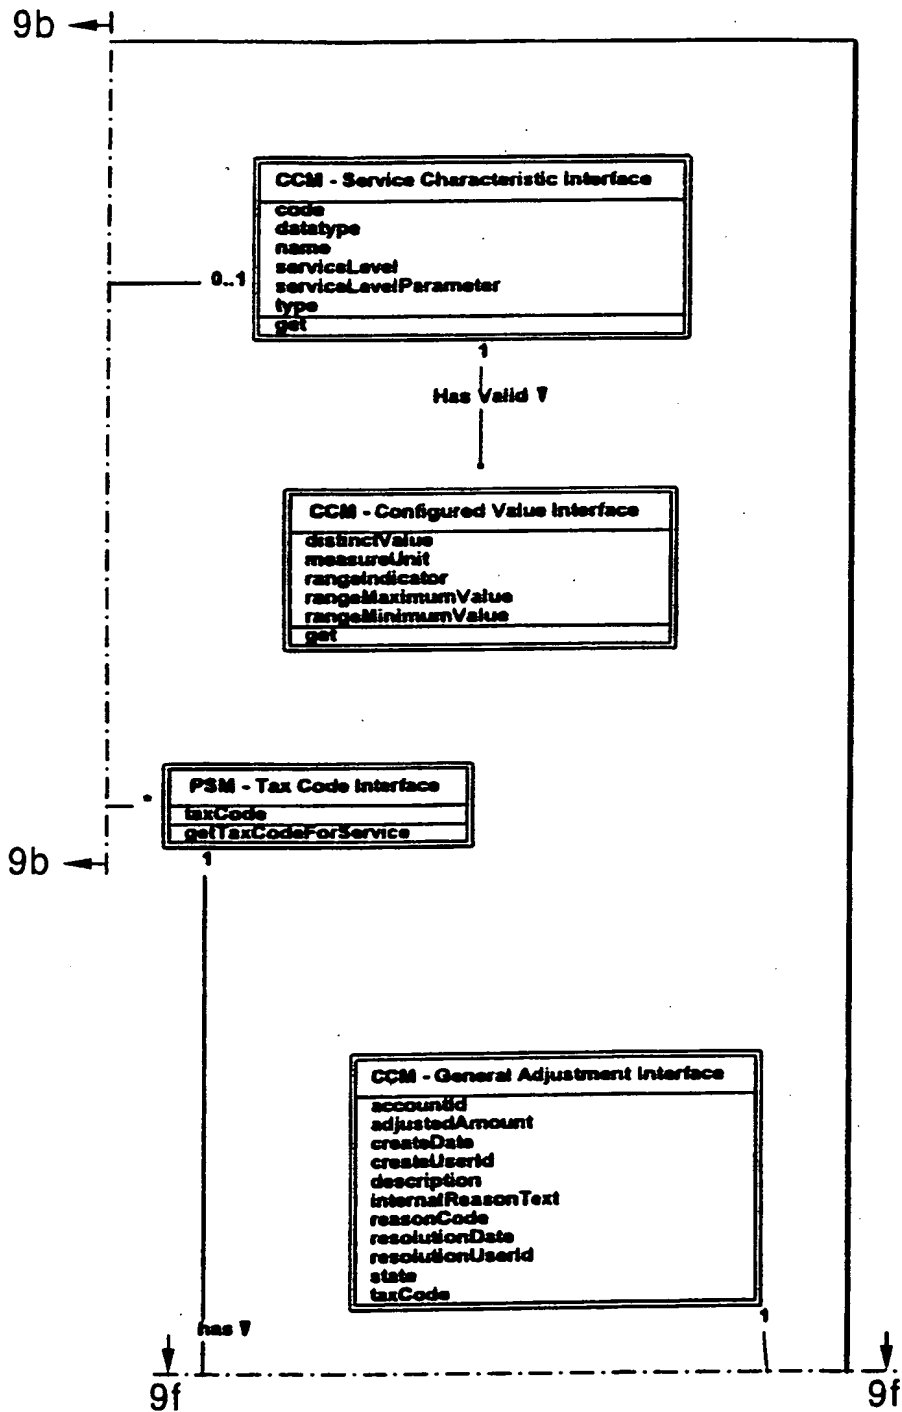 9b
CCM - Service Characteristic Interface
code
datatype
name
serviceLevel
0..1
serviceLevelParameter
type
get
1
Has Valid
*
CCM - Configured Value Interface
distinctValue
measureUnit
rangeIndicator
rangeMaximumValue
rangeMinimumValue
get
PSM - Tax Code Interface
*
taxCode
getTaxCodeForService
1
9b
CCM - General Adjustment Interface
accountId
adjustedAmount
createDate
createUserId
description
internalReasonText
reasonCode
resolutionDate
resolutionUserId
state
taxCode
1
has
9f
9f